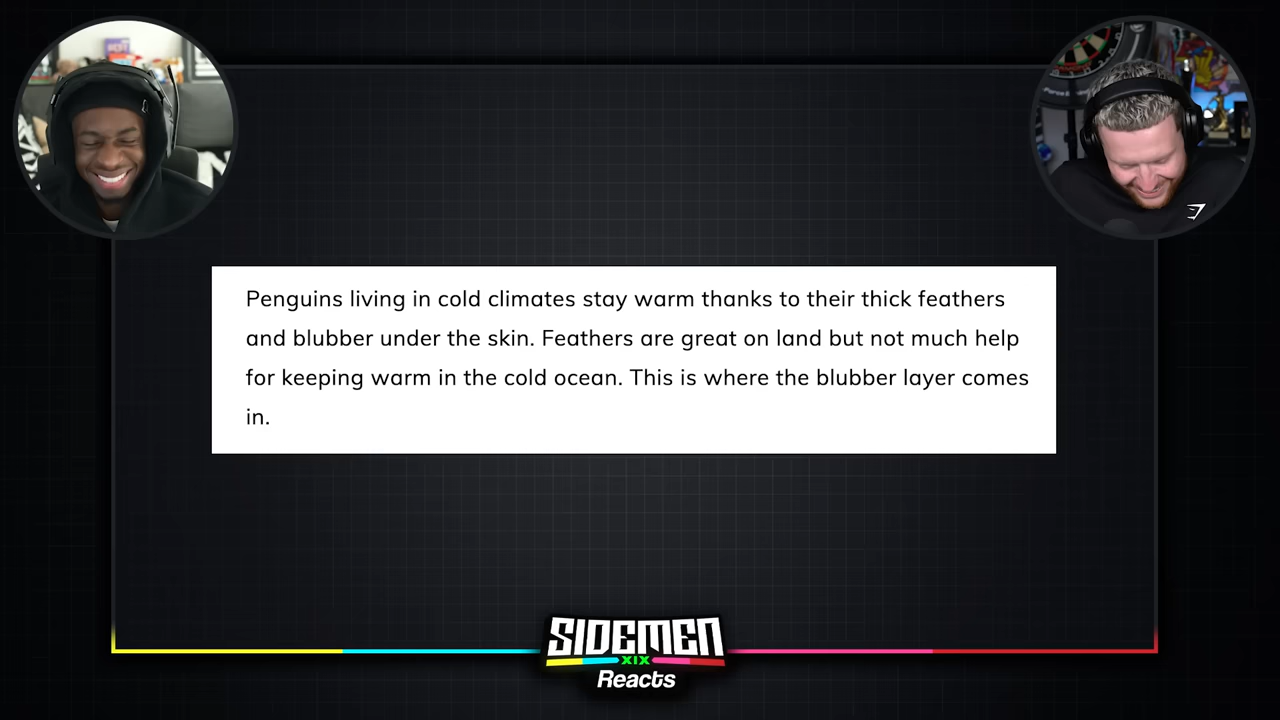 Penguins living in cold climates stay warm thanks to their thick feathers
and blubber under the skin. Feathers are great on land but not much help
for keeping warm in the cold ocean. This is where the blubber layer comes
in.
SIDEMEN
XIX
Reacts